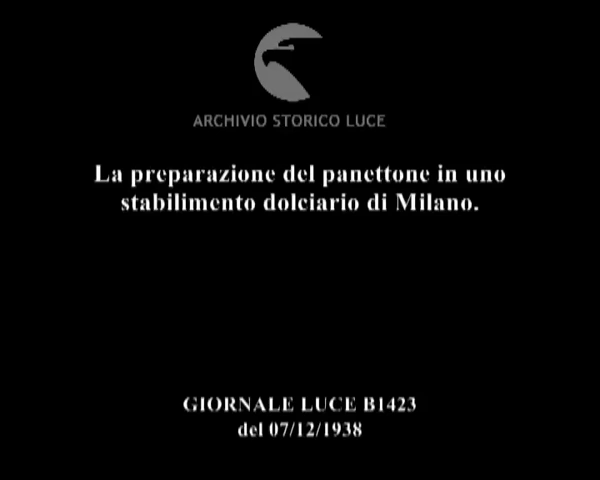 ARCHIVIO STORICO LUCE
La preparazione del panettone in uno
stabilimento dolciario di Milano.
GIORNALE LUCE B1423
del 07/12/1938